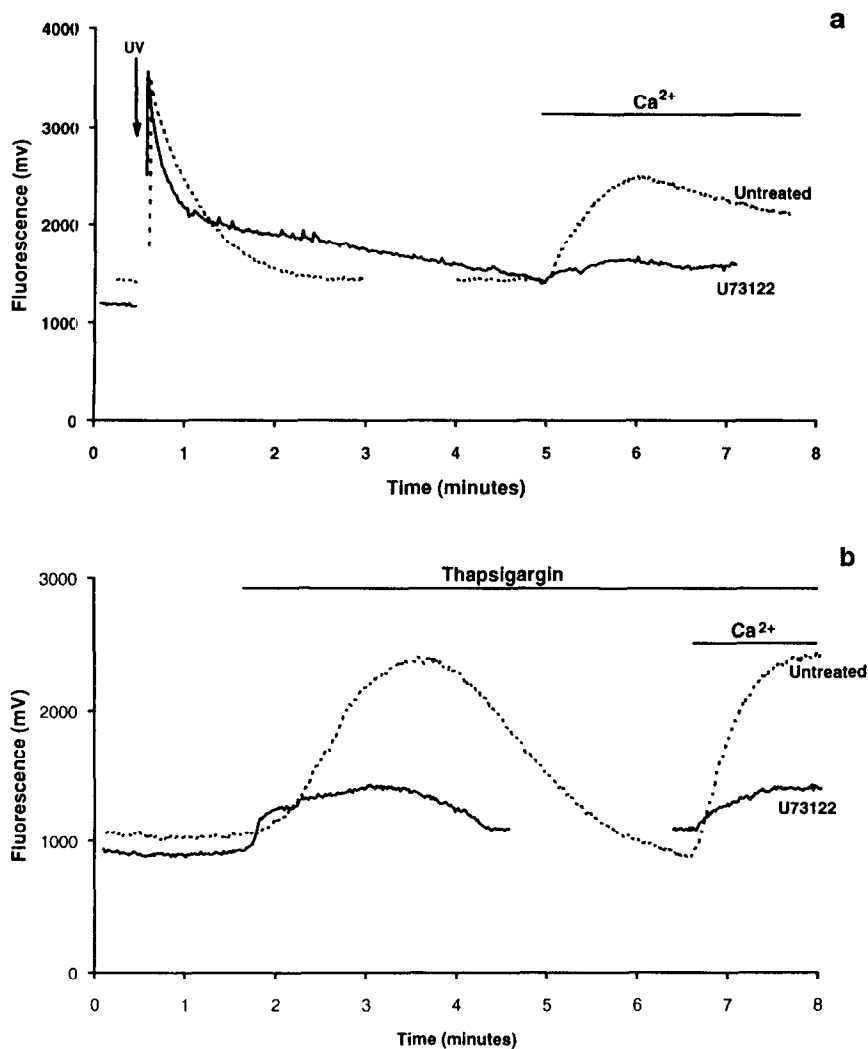 a
4000
UV
Ca²⁺
3000
Fluorescence (mv)
Untreated
2000
U73122
1000
0
0 1 2 3 4 5 6 7 8
Time (minutes)
b
3000
Thapsigargin
Ca²⁺
Untreated
2000
Fluorescence (mV)
U73122
1000
0
0 1 2 3 4 5 6 7 8
Time (minutes)